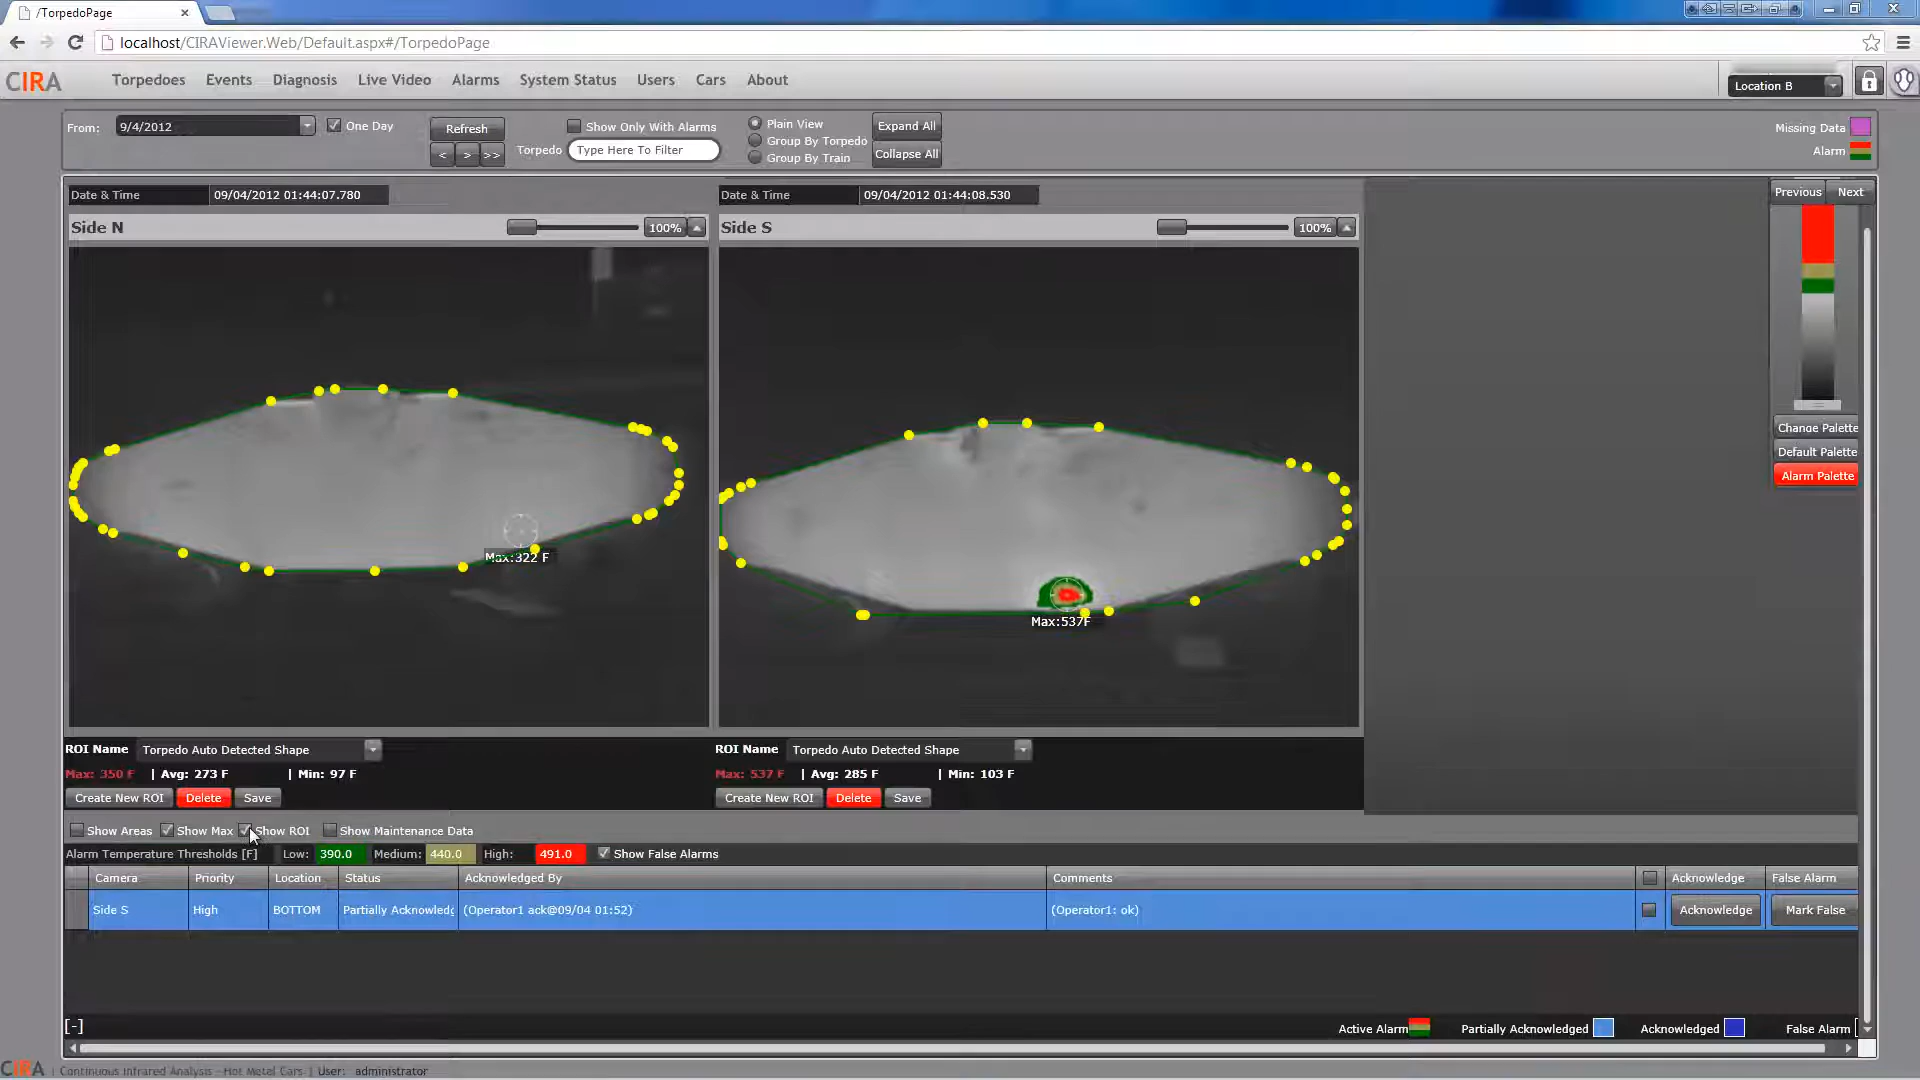 /TorpedoPage
localhost/CIRAViewer.Web/Default.aspx#/TorpedoPage
CIRA Torpedoes Events Diagnosis Live Video Alarms System Status Users Cars About Location B
From: 9/4/2012 One Day Refresh Show Only With Alarms Plain View Expand All Missing Data
< > >> Torpedo Type Here To Filter Group By Torpedo Collapse All Alarm
Group By Train
Date & Time 09/04/2012 01:44:07.780 Date & Time 09/04/2012 01:44:08.530 Previous Next
Side N 100% Side S 100%
Change Palette
Default Palette
Alarm Palette
Max:322 F
Max:537F
ROI Name Torpedo Auto Detected Shape ROI Name Torpedo Auto Detected Shape
Max: 350 F | Avg: 273 F | Min: 97 F Max: 537 F | Avg: 285 F | Min: 103 F
Create New ROI Delete Save Create New ROI Delete Save
Show Areas Show Max Show ROI Show Maintenance Data
Alarm Temperature Thresholds [F] Low: 390.0 Medium: 440.0 High: 491.0 Show False Alarms
Camera Priority Location Status Acknowledged By Comments Acknowledge False Alarm
Side S High BOTTOM Partially Acknowledg (Operator1 ack@09/04 01:52) (Operator1: ok) Acknowledge Mark False
[-] Active Alarm Partially Acknowledged Acknowledged False Alarm
CIRA | Continuous Infrared Analysis - Hot Metal Cars | User: administrator